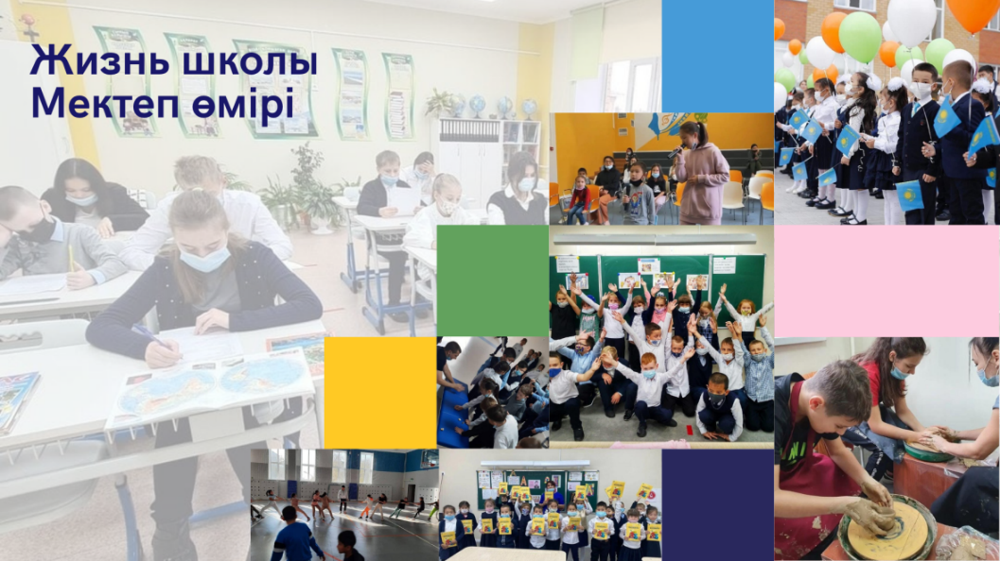 Жизнь школы
Мектеп өмірі